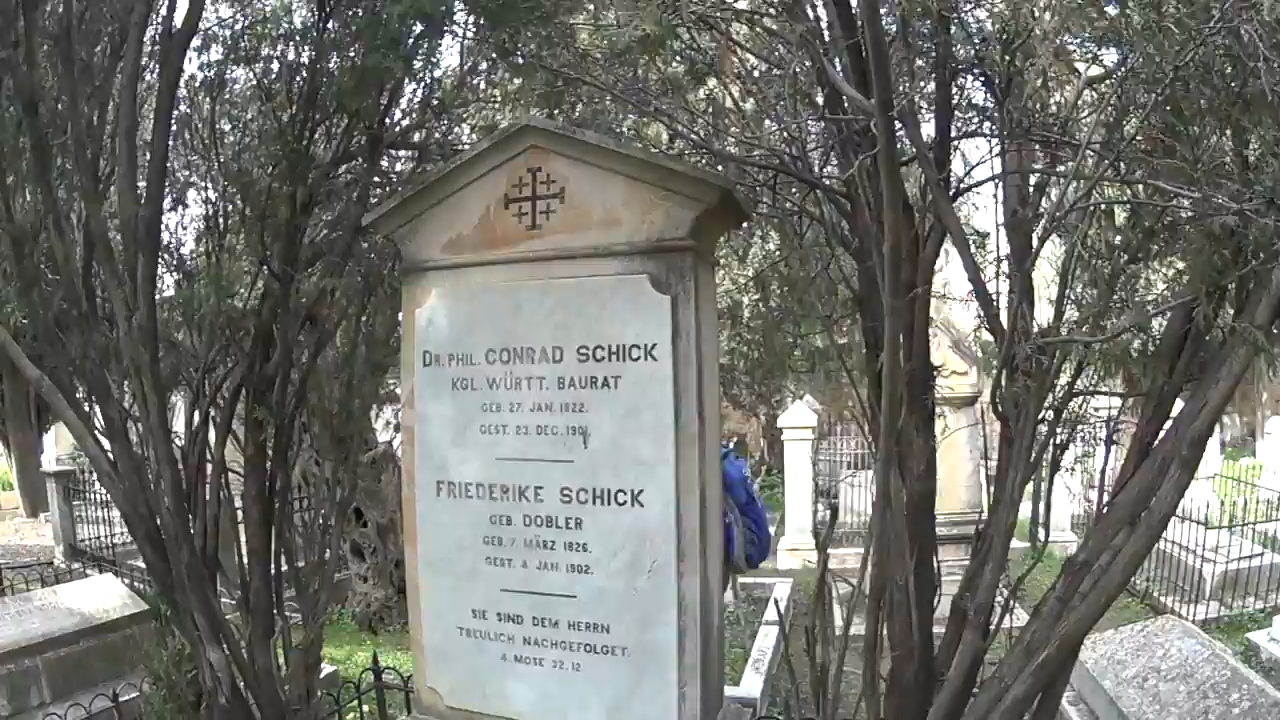 DR. PHIL. CONRAD SCHICK
KGL. WÜRTT. BAURAT
GEB. 27. JAN. 1822.
GEST. 23. DEC. 1901.
FRIEDERIKE SCHICK
GEB. DOBLER
GEB. 7. MÄRZ 1826.
GEST. 4. JAN. 1902.
SIE SIND DEM HERRN
TREULICH NACHGEFOLGET.
4. MOSE 32. 12